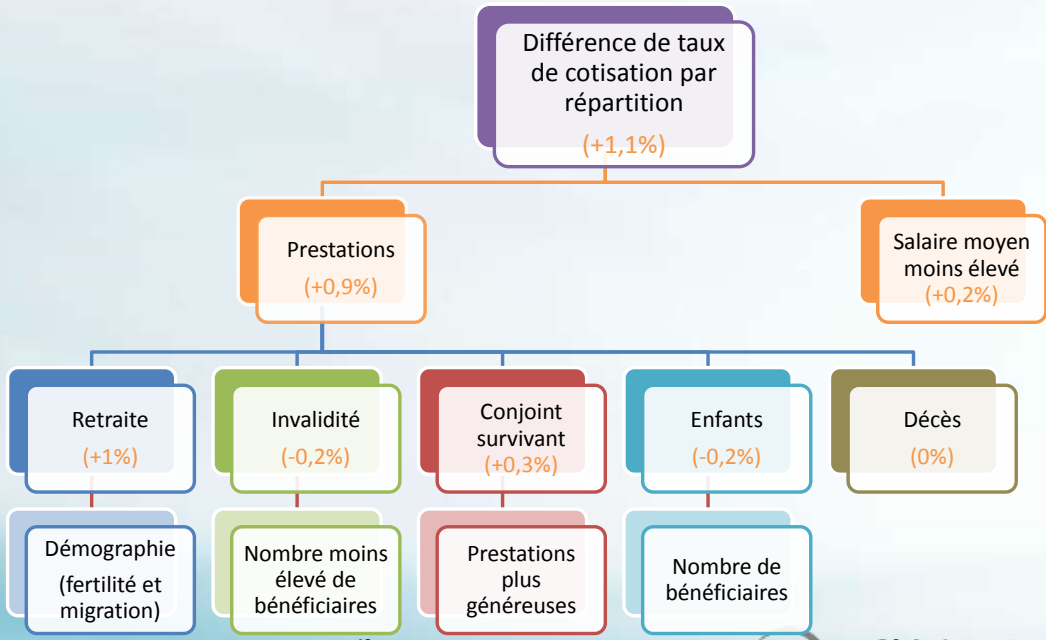 Différence de taux
de cotisation par
répartition
(+1,1%)
Prestations
(+0,9%)
Salaire moyen
moins élevé
(+0,2%)
Retraite
(+1%)
Invalidité
(-0,2%)
Conjoint
survivant
(+0,3%)
Enfants
(-0,2%)
Décès
(0%)
Démographie
(fertilité et
migration)
Nombre moins
élevé de
bénéficiaires
Prestations
plus
généreuses
Nombre de
bénéficiaires